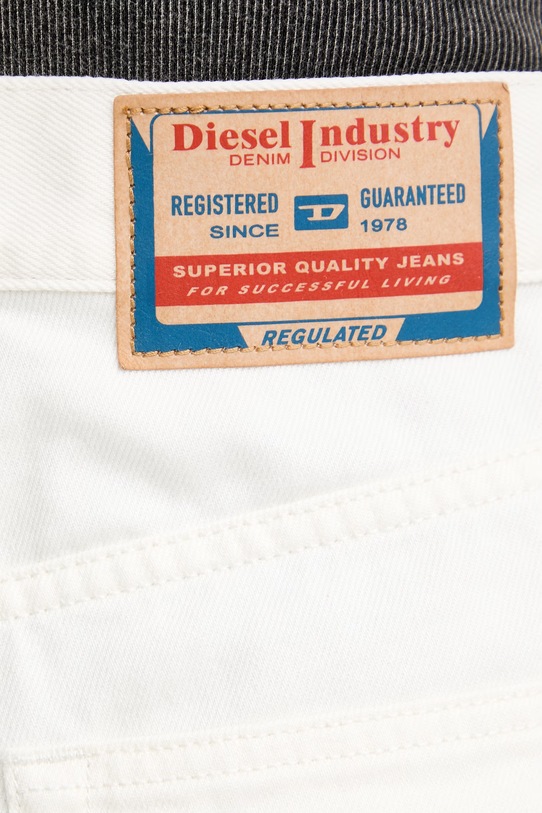 Diesel Industry
DENIM DIVISION
REGISTERED D GUARANTEED
SINCE 1978
SUPERIOR QUALITY JEANS
FOR SUCCESSFUL LIVING
REGULATED